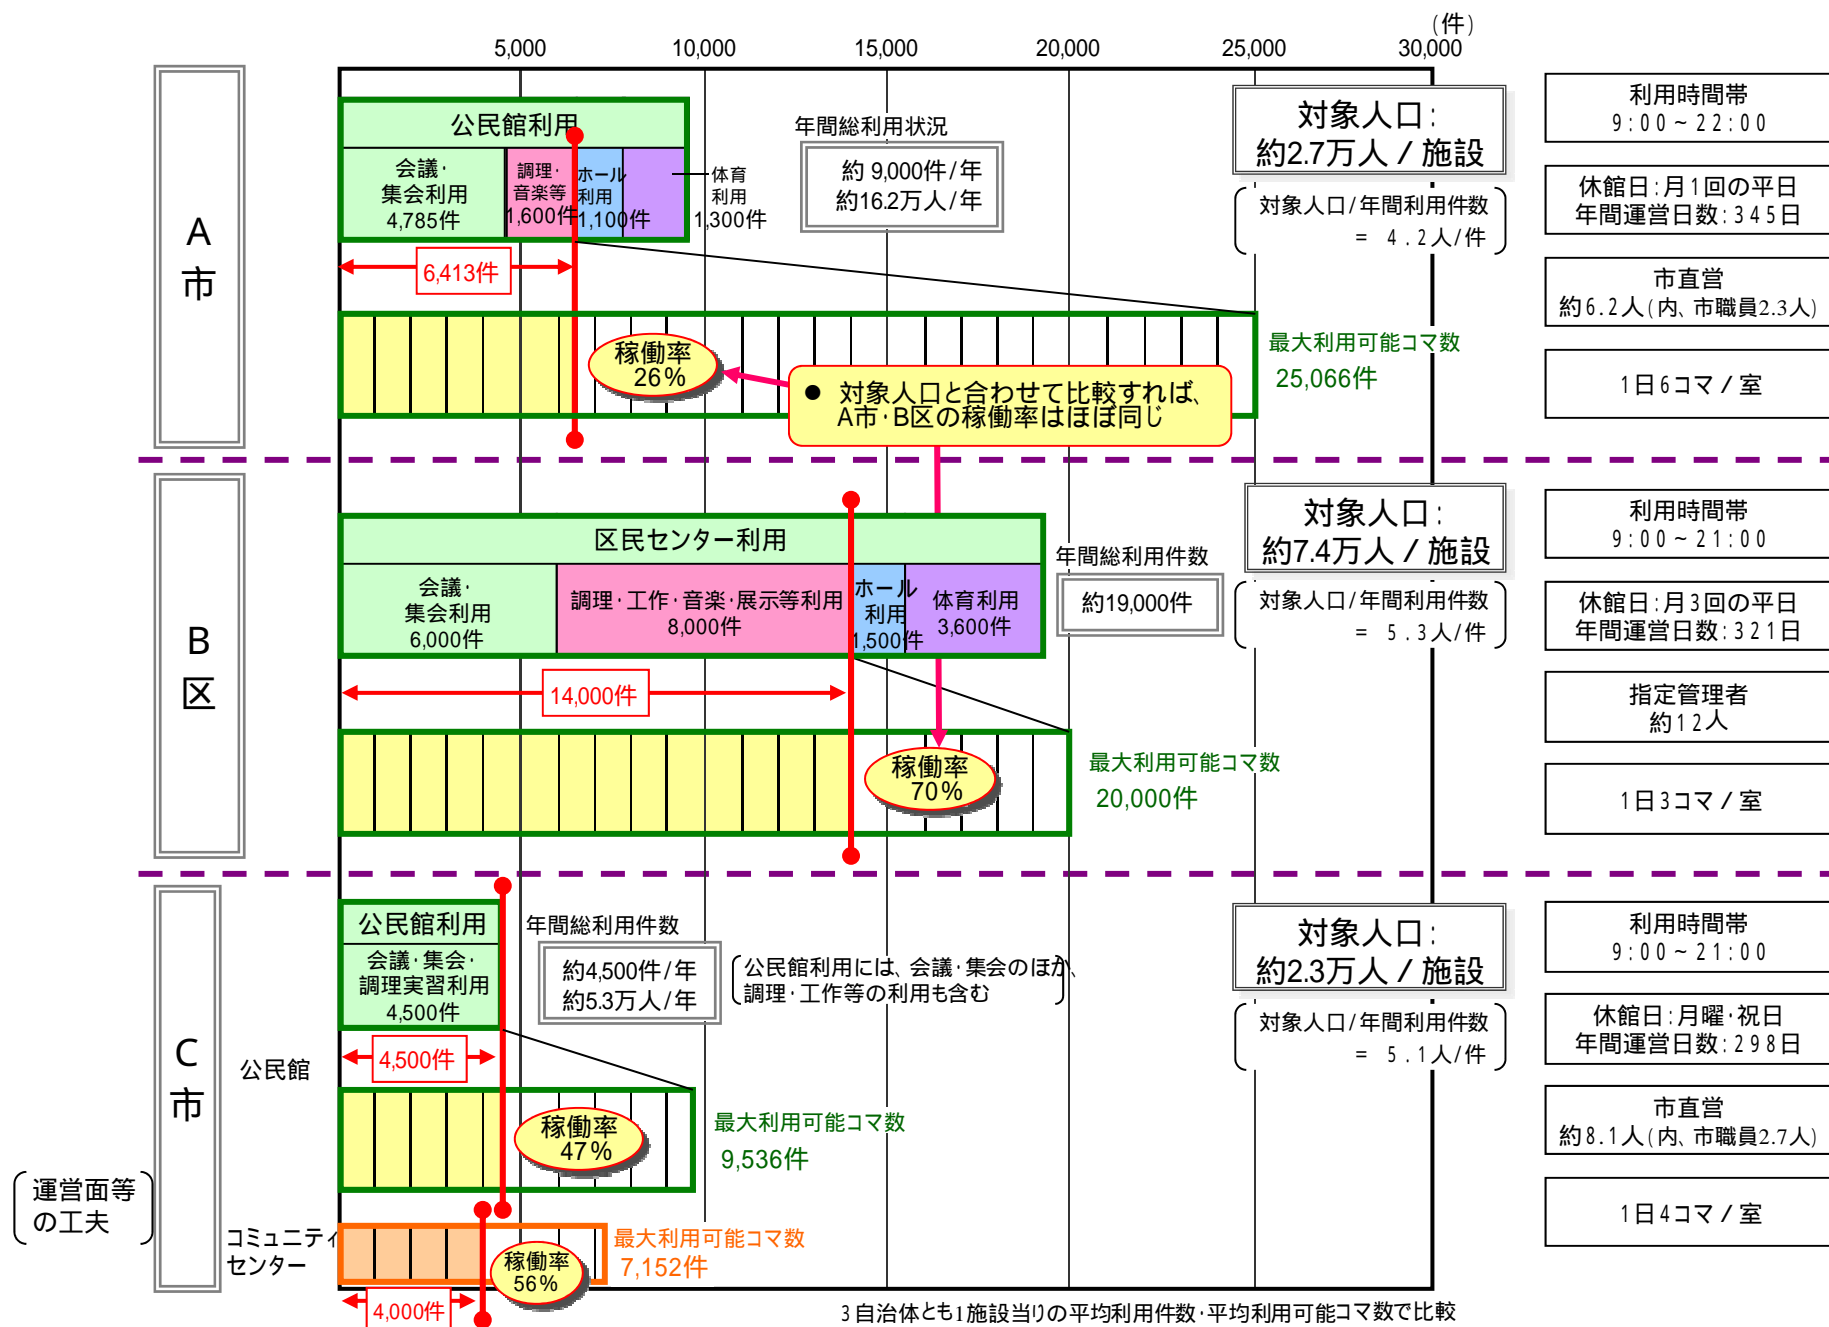 (件)
5,000
10,000
15,000
20,000
25,000
30,000
A
市
公民館利用
会議・
集会利用
4,785件
調理・
音楽等
1,600件
ホール
利用
1,100件
体育
利用
1,300件
年間総利用状況
約 9,000件/年
約16.2万人/年
対象人口:
約2.7万人 / 施設
対象人口/年間利用件数
= 4.2人/件
利用時間帯
9:00~22:00
休館日:月1回の平日
年間運営日数:345日
市直営
約6.2人(内、市職員2.3人)
1日6コマ / 室
6,413件
稼働率
26%
最大利用可能コマ数
25,066件
● 対象人口と合わせて比較すれば、
A市・B区の稼働率はほぼ同じ
B
区
区民センター利用
会議・
集会利用
6,000件
調理・工作・音楽・展示等利用
8,000件
ホール
利用
1,500件
体育利用
3,600件
年間総利用件数
約19,000件
対象人口:
約7.4万人 / 施設
対象人口/年間利用件数
= 5.3人/件
利用時間帯
9:00~21:00
休館日:月3回の平日
年間運営日数:321日
指定管理者
約12人
1日3コマ / 室
14,000件
稼働率
70%
最大利用可能コマ数
20,000件
C
市
公民館
公民館利用
会議・集会・
調理実習利用
4,500件
年間総利用件数
約4,500件/年
約5.3万人/年
公民館利用には、会議・集会のほか、
調理・工作等の利用も含む
対象人口:
約2.3万人 / 施設
対象人口/年間利用件数
= 5.1人/件
利用時間帯
9:00~21:00
休館日:月曜・祝日
年間運営日数:298日
市直営
約8.1人(内、市職員2.7人)
1日4コマ / 室
4,500件
稼働率
47%
最大利用可能コマ数
9,536件
運営面等
の工夫
コミュニティ
センター
稼働率
56%
最大利用可能コマ数
7,152件
4,000件
3自治体とも1施設当りの平均利用件数・平均利用可能コマ数で比較